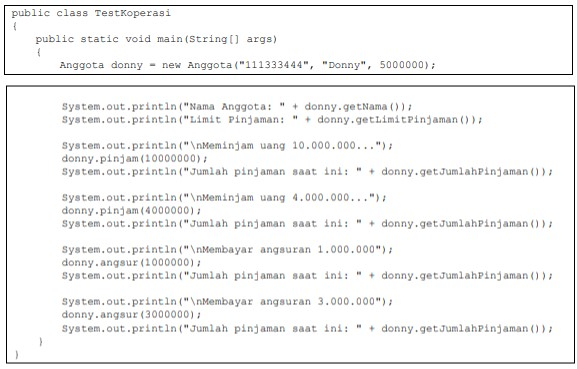 public class TestKoperasi
{
public static void main(String[] args)
{
Anggota donny = new Anggota("111333444", "Donny", 5000000);
System.out.println("Nama Anggota: " + donny.getNama());
System.out.println("Limit Pinjaman: " + donny.getLimitPinjaman());
System.out.println("\nMeminjam uang 10.000.000...");
donny.pinjam(10000000);
System.out.println("Jumlah pinjaman saat ini: " + donny.getJumlahPinjaman());
System.out.println("\nMeminjam uang 4.000.000...");
donny.pinjam(4000000);
System.out.println("Jumlah pinjaman saat ini: " + donny.getJumlahPinjaman());
System.out.println("\nMembayar angsuran 1.000.000");
donny.angsur(1000000);
System.out.println("Jumlah pinjaman saat ini: " + donny.getJumlahPinjaman());
System.out.println("\nMembayar angsuran 3.000.000");
donny.angsur(3000000);
System.out.println("Jumlah pinjaman saat ini: " + donny.getJumlahPinjaman());
}
}